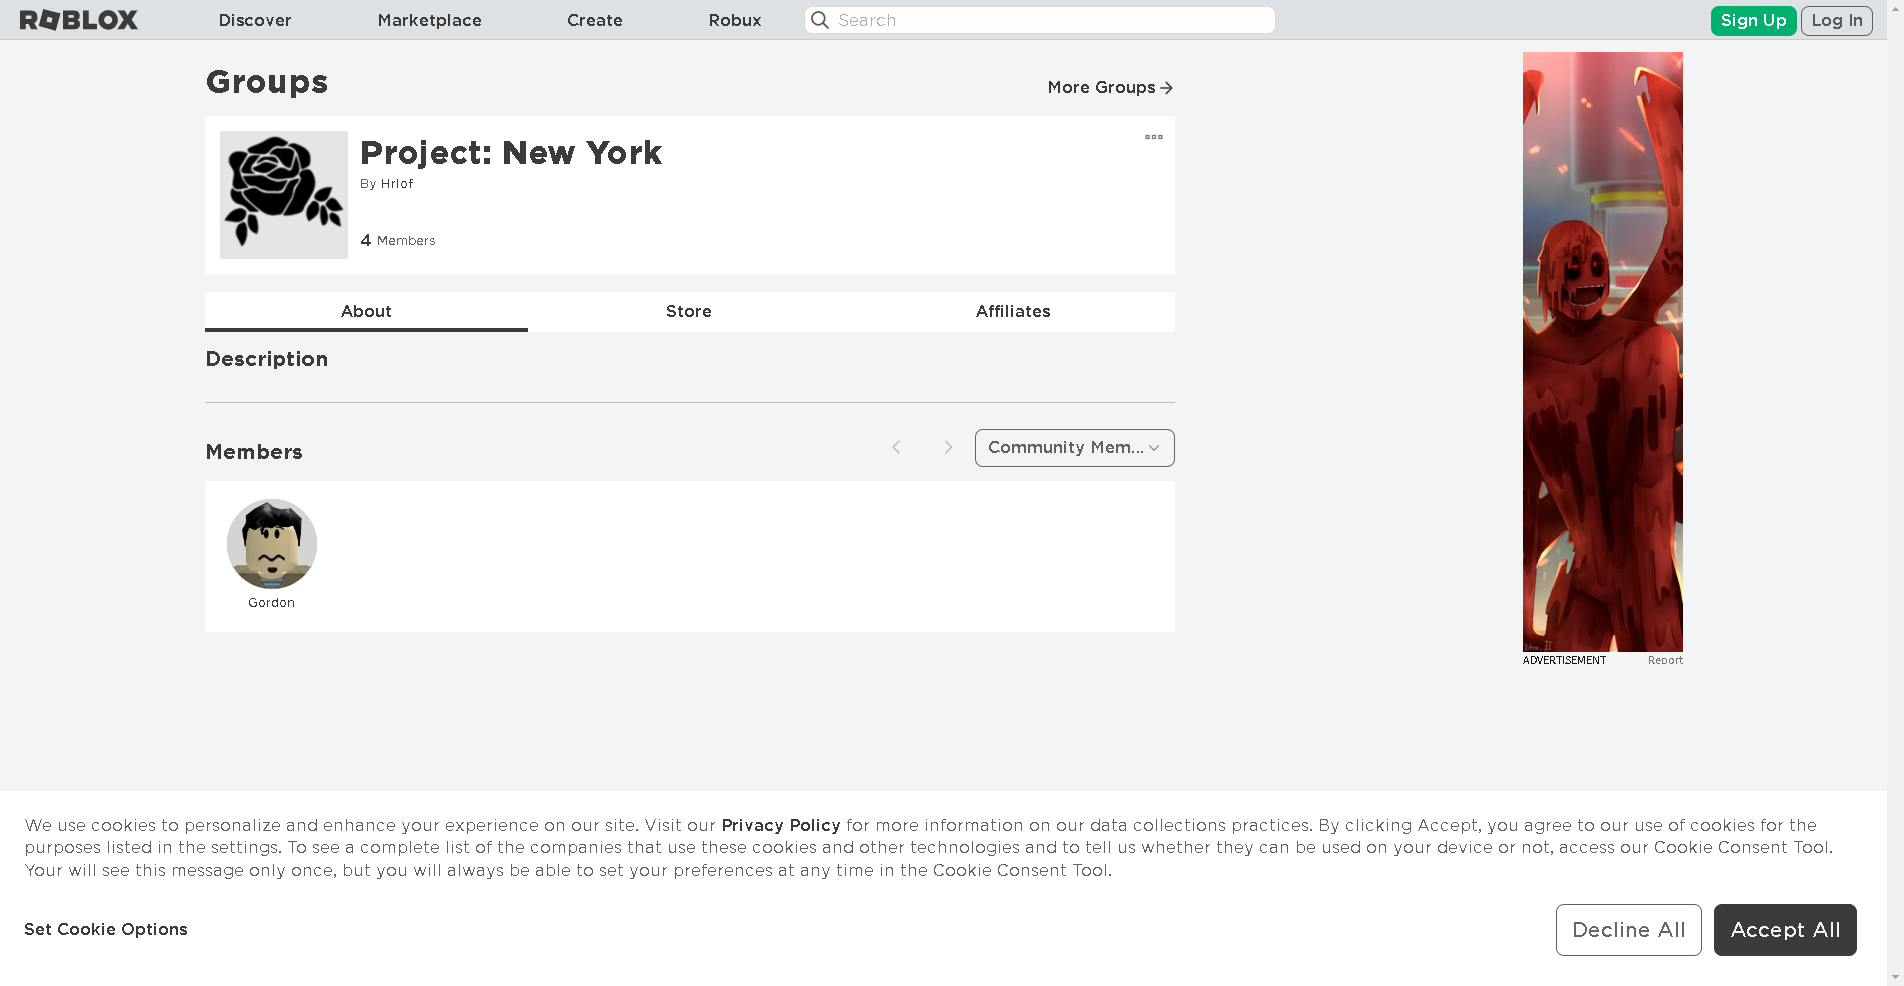 ROBLOX
Discover
Marketplace
Create
Robux
Search
Sign Up
Log In
Groups
More Groups
Project: New York
By Hrlof
4 Members
About
Store
Affiliates
Description
Members
Community Mem...
Gordon
ADVERTISEMENT
Report
We use cookies to personalize and enhance your experience on our site. Visit our Privacy Policy for more information on our data collections practices. By clicking Accept, you agree to our use of cookies for the
purposes listed in the settings. To see a complete list of the companies that use these cookies and other technologies and to tell us whether they can be used on your device or not, access our Cookie Consent Tool.
Your will see this message only once, but you will always be able to set your preferences at any time in the Cookie Consent Tool.
Set Cookie Options
Decline All
Accept All